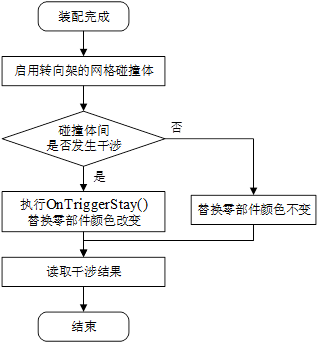 装配完成
启用转向架的网格碰撞体
碰撞体间
是否发生干涉
否
是
执行OnTriggerStay()
替换零部件颜色改变
替换零部件颜色不变
读取干涉结果
结束